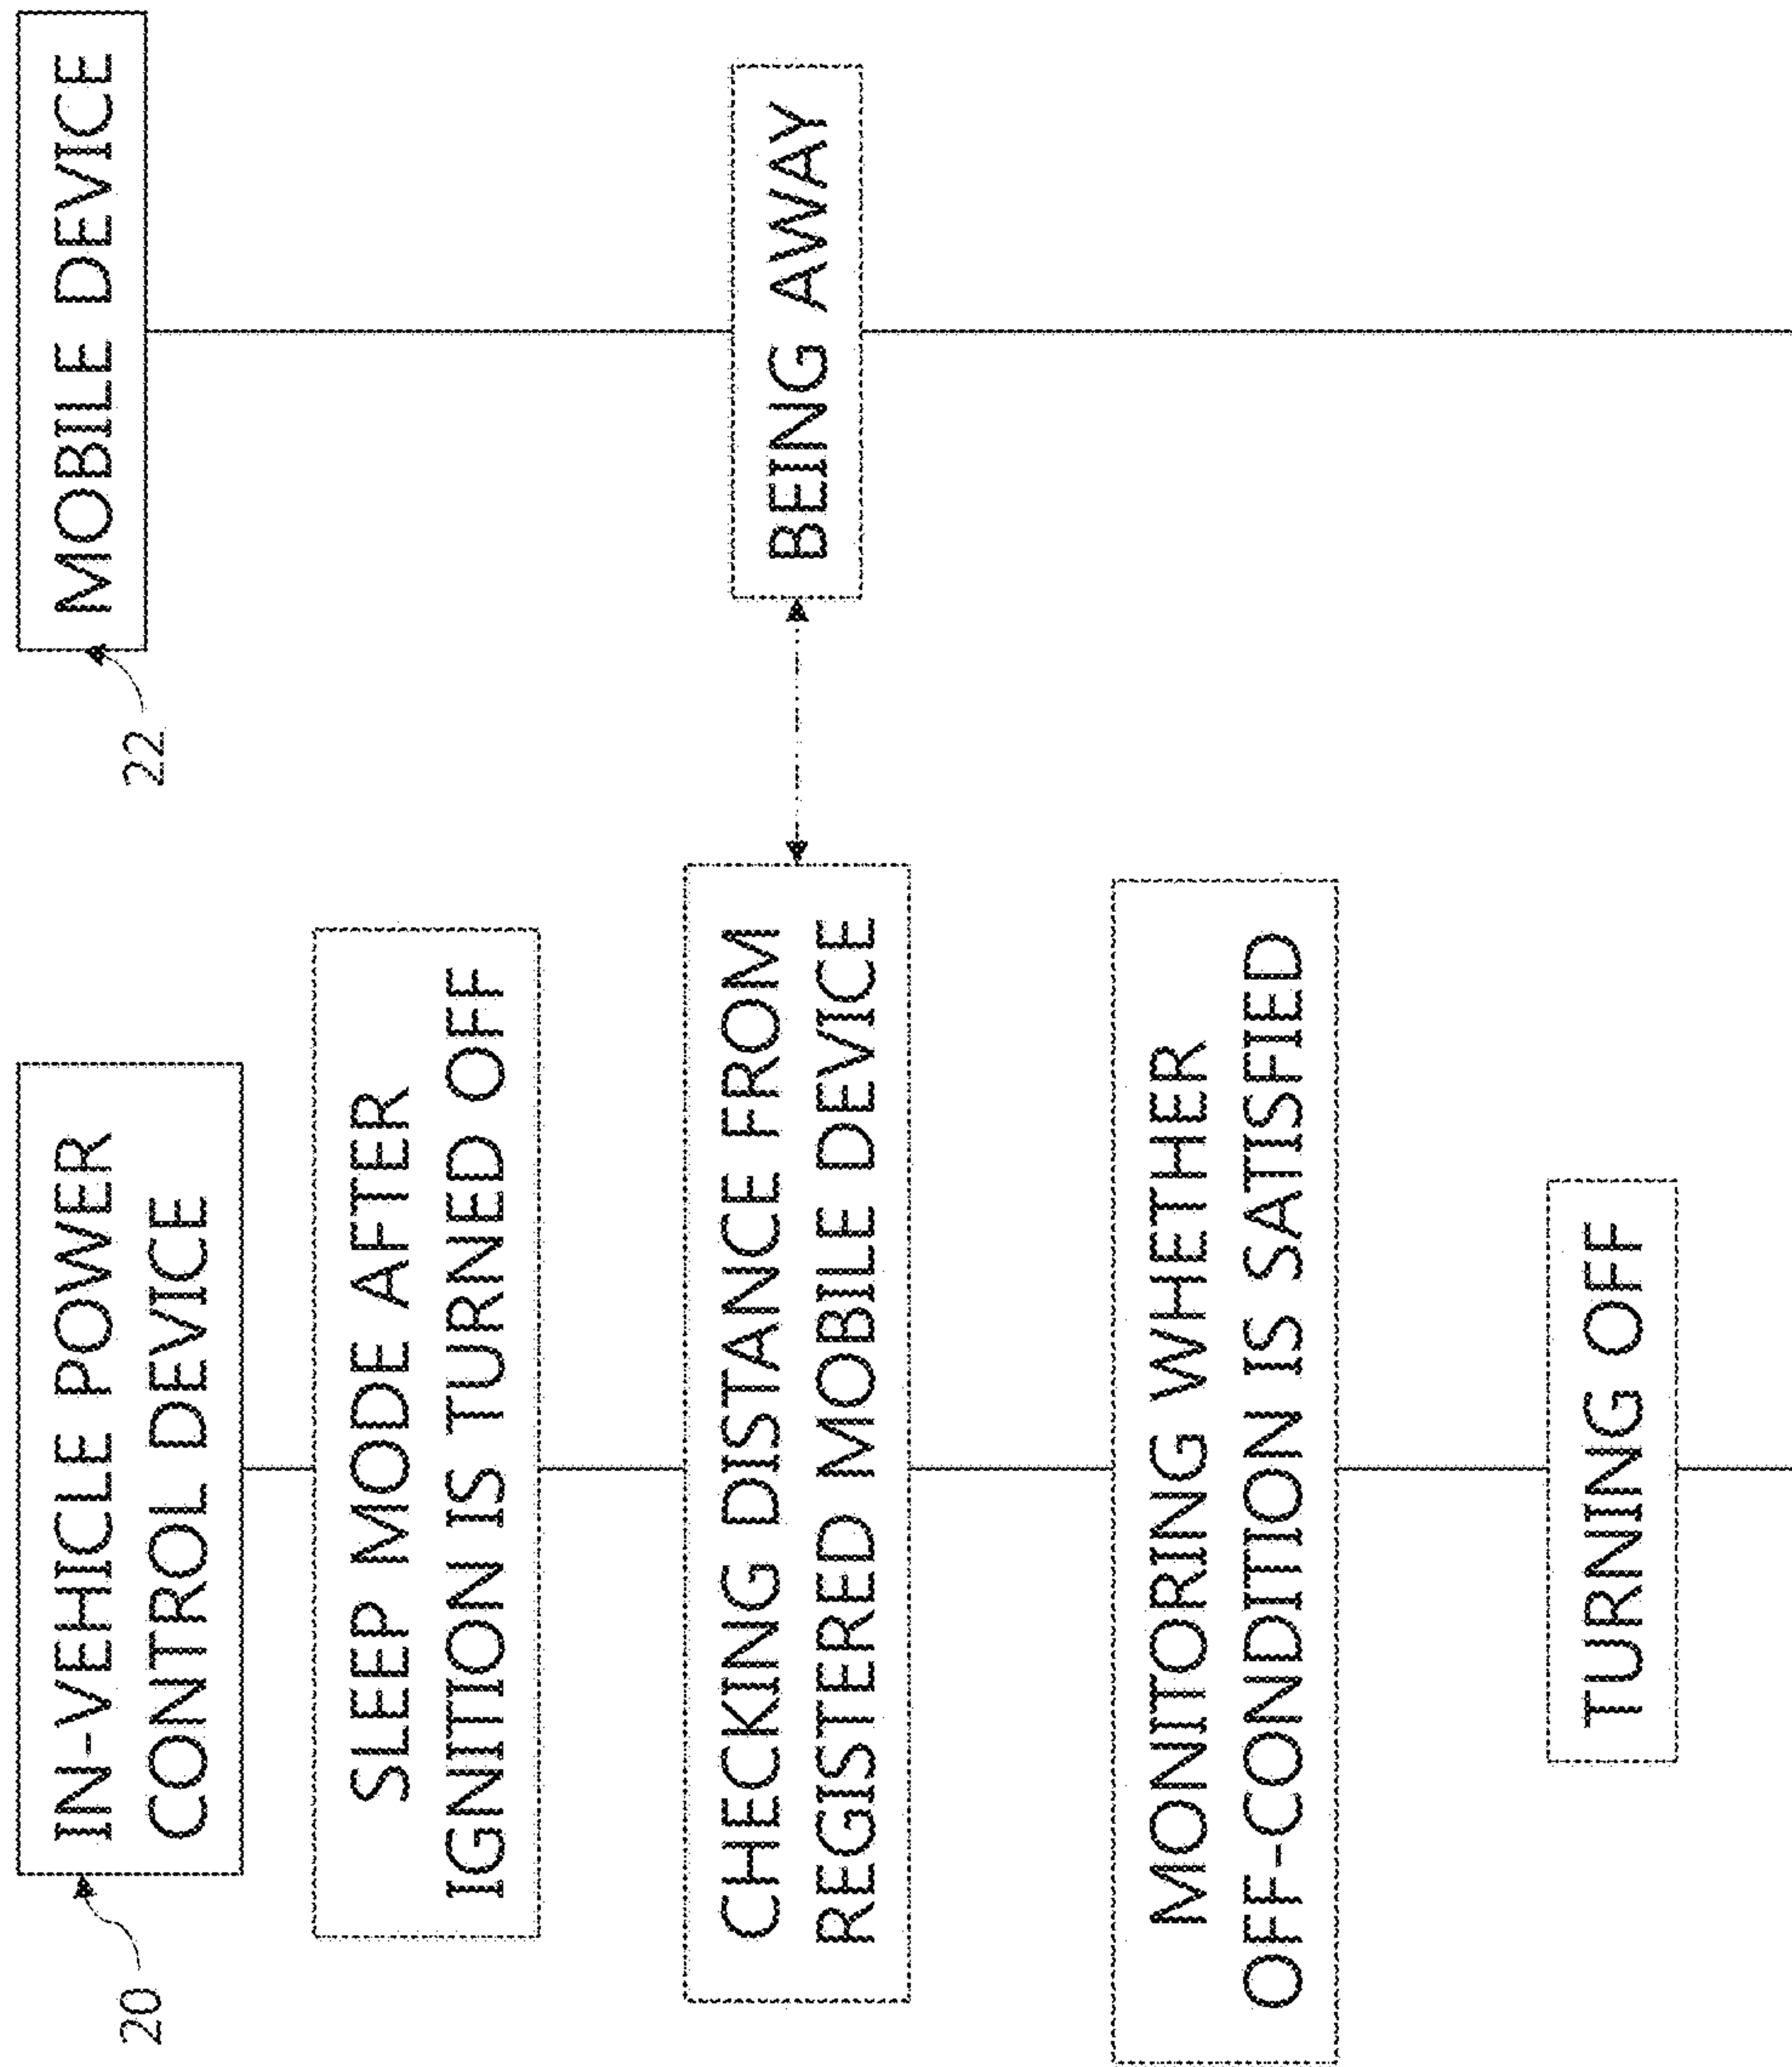 20
IN-VEHICLE POWER
CONTROL DEVICE
22
MOBILE DEVICE
SLEEP MODE AFTER
IGNITION IS TURNED OFF
CHECKING DISTANCE FROM
REGISTERED MOBILE DEVICE
BEING AWAY
MONITORING WHETHER
OFF-CONDITION IS SATISFIED
TURNING OFF